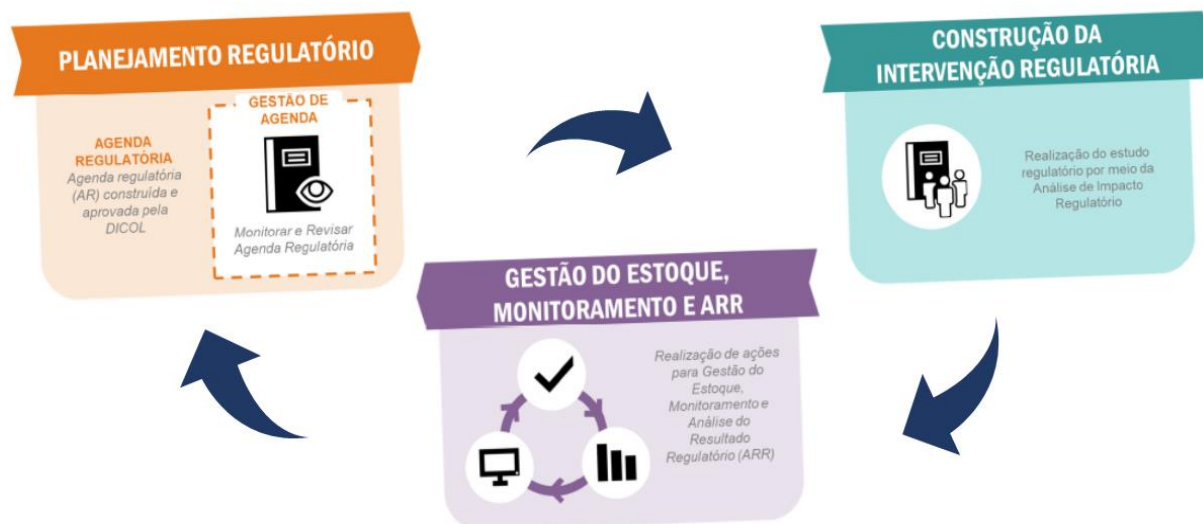 PLANEJAMENTO REGULATÓRIO
AGENDA
REGULATÓRIA
Agenda regulatória
(AR) construída e
aprovada pela
DICOL
GESTÃO DE
AGENDA
Monitorar e Revisar
Agenda Regulatória
CONSTRUÇÃO DA
INTERVENÇÃO REGULATÓRIA
Realização do estudo
regulatório por meio da
Análise de Impacto
Regulatório
GESTÃO DO ESTOQUE,
MONITORAMENTO E ARR
Realização de ações
para Gestão do
Estoque,
Monitoramento e
Análise do
Resultado
Regulatório (ARR)